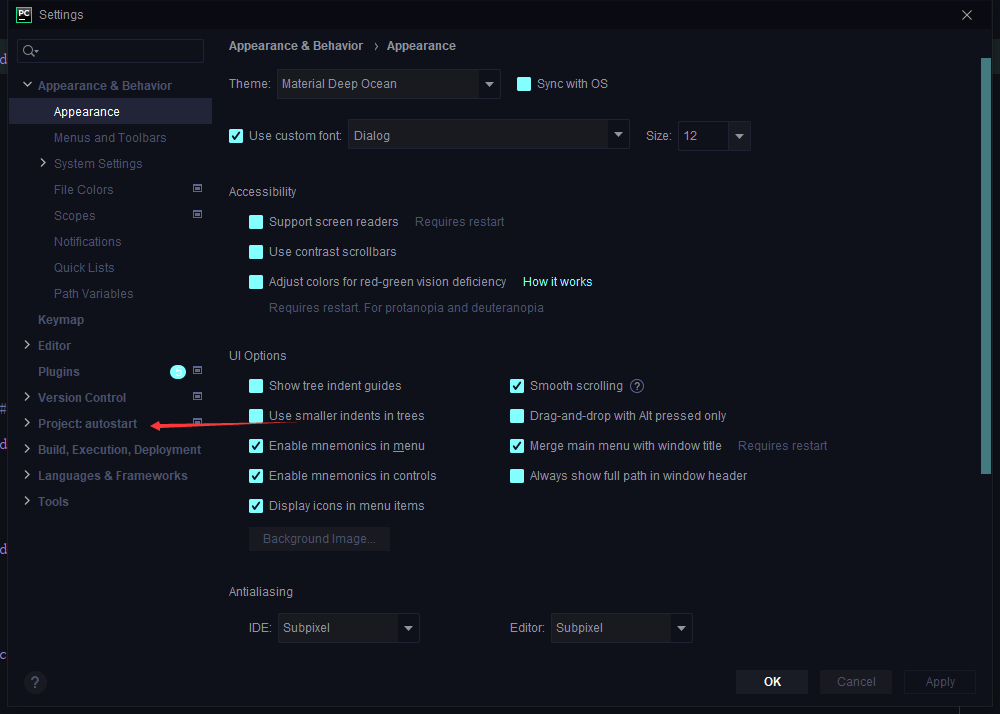 PC Settings
Appearance & Behavior › Appearance
Appearance & Behavior
Appearance
Menus and Toolbars
System Settings
File Colors
Scopes
Notifications
Quick Lists
Path Variables
Keymap
Editor
Plugins
Version Control
Project: autostart
Build, Execution, Deployment
Languages & Frameworks
Tools
Theme: Material Deep Ocean Sync with OS
Use custom font: Dialog Size: 12
Accessibility
Support screen readers Requires restart
Use contrast scrollbars
Adjust colors for red-green vision deficiency How it works
Requires restart. For protanopia and deuteranopia
UI Options
Show tree indent guides Smooth scrolling ?
Use smaller indents in trees Drag-and-drop with Alt pressed only
Enable mnemonics in menu Merge main menu with window title Requires restart
Enable mnemonics in controls Always show full path in window header
Display icons in menu items
Background Image...
Antialiasing
IDE: Subpixel Editor: Subpixel
? OK Cancel Apply